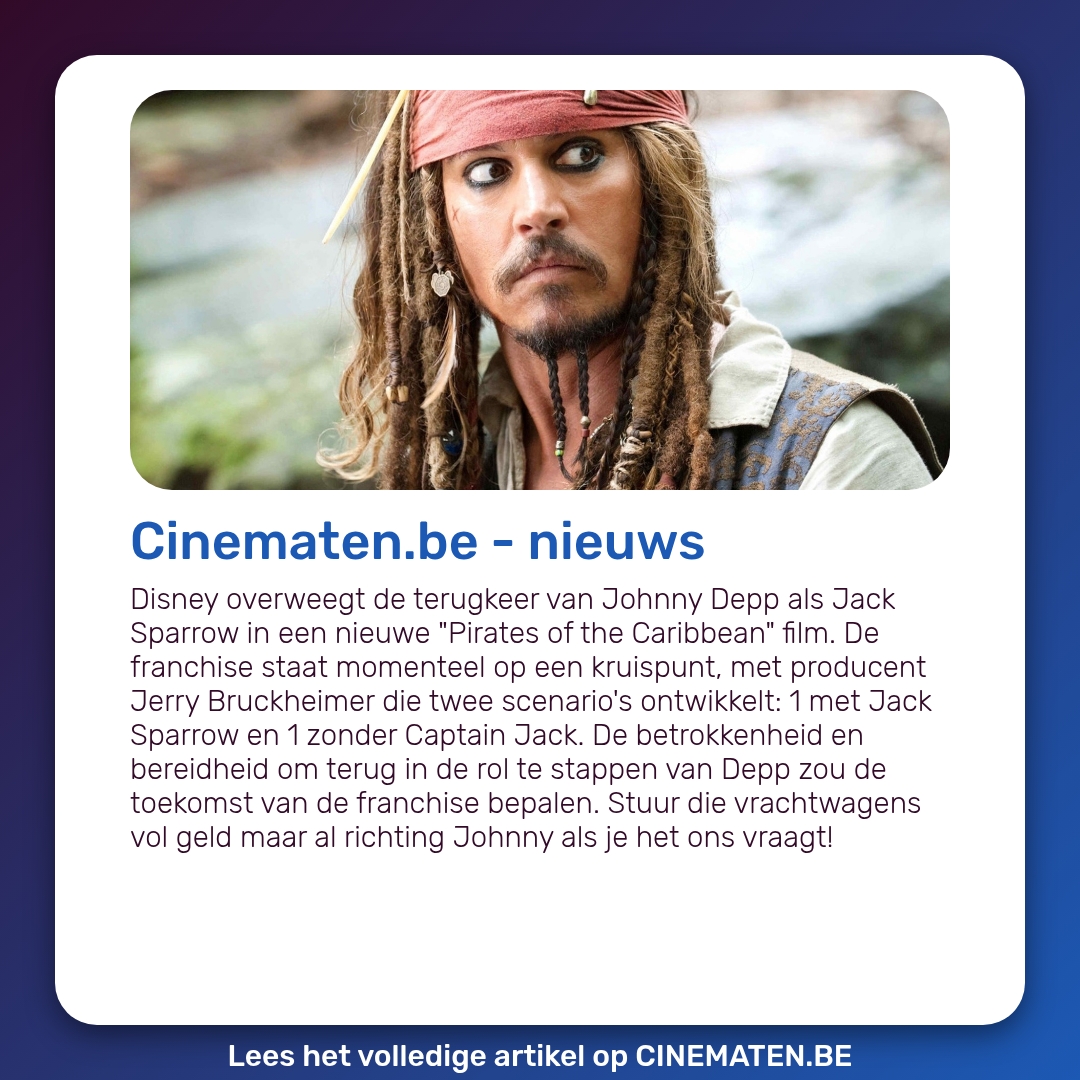 Cinematen.be - nieuws
Disney overweegt de terugkeer van Johnny Depp als Jack
Sparrow in een nieuwe "Pirates of the Caribbean" film. De
franchise staat momenteel op een kruispunt, met producent
Jerry Bruckheimer die twee scenario's ontwikkelt: 1 met Jack
Sparrow en 1 zonder Captain Jack. De betrokkenheid en
bereidheid om terug in de rol te stappen van Depp zou de
toekomst van de franchise bepalen. Stuur die vrachtwagens
vol geld maar al richting Johnny als je het ons vraagt!
Lees het volledige artikel op CINEMATEN.BE